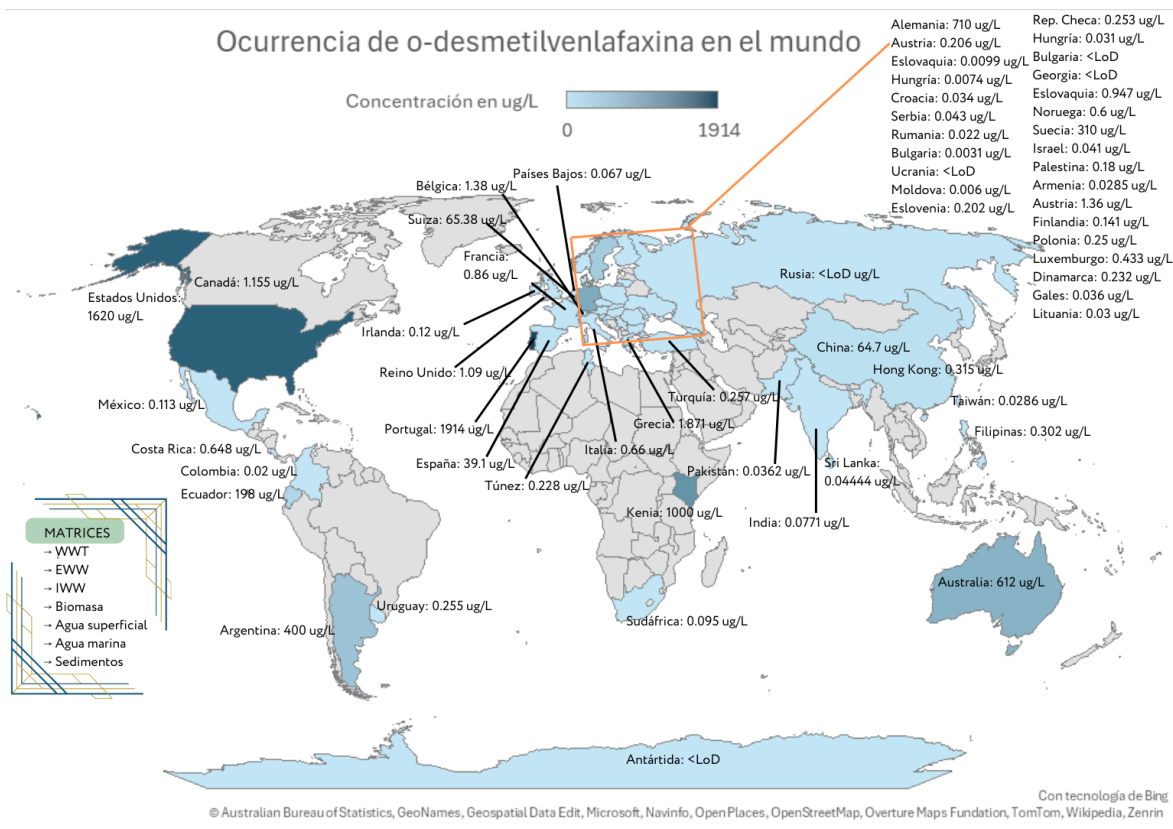 Ocurrencia de o-desmetilvenlafaxina en el mundo
Concentración en ug/L
0
1914
Alemania: 710 ug/L
Austria: 0.206 ug/L
Eslovaquia: 0.0099 ug/L
Hungría: 0.0074 ug/L
Croacia: 0.034 ug/L
Serbia: 0.043 ug/L
Rumania: 0.022 ug/L
Bulgaria: 0.0031 ug/L
Ucrania: <LoD
Moldova: 0.006 ug/L
Eslovenia: 0.202 ug/L
Rep. Checa: 0.253 ug/L
Hungría: 0.031 ug/L
Bulgaria: <LoD
Georgia: <LoD
Eslovaquia: 0.947 ug/L
Noruega: 0.6 ug/L
Suecia: 310 ug/L
Israel: 0.041 ug/L
Palestina: 0.18 ug/L
Armenia: 0.0285 ug/L
Austria: 1.36 ug/L
Finlandia: 0.141 ug/L
Polonia: 0.25 ug/L
Luxemburgo: 0.433 ug/L
Dinamarca: 0.232 ug/L
Gales: 0.036 ug/L
Lituania: 0.03 ug/L
Países Bajos: 0.067 ug/L
Bélgica: 1.38 ug/L
Suiza: 65.38 ug/L
Francia:
0.86 ug/L
Canadá: 1.155 ug/L
Estados Unidos:
1620 ug/L
Irlanda: 0.12 ug/L
Reino Unido: 1.09 ug/L
Rusia: <LoD ug/L
China: 64.7 ug/L
Hong Kong: 0.315 ug/L
Taiwán: 0.0286 ug/L
Turquía: 0.257 ug/L
México: 0.113 ug/L
Portugal: 1914 ug/L
Grecia: 1.871 ug/L
Filipinas: 0.302 ug/L
Costa Rica: 0.648 ug/L
Italia: 0.66 ug/L
España: 39.1 ug/L
Colombia: 0.02 ug/L
Pakistán: 0.0362 ug/L
Sri Lanka:
0.04444 ug/L
Túnez: 0.228 ug/L
Ecuador: 198 ug/L
Kenia: 1000 ug/L
India: 0.0771 ug/L
MATRICES
→ WWT
→ EWW
→ IWW
→ Biomasa
→ Agua superficial
→ Agua marina
→ Sedimentos
Australia: 612 ug/L
Uruguay: 0.255 ug/L
Sudáfrica: 0.095 ug/L
Argentina: 400 ug/L
Antártida: <LoD
Con tecnología de Bing
© Australian Bureau of Statistics, GeoNames, Geospatial Data Edit, Microsoft, Navinfo, Open Places, OpenStreetMap, Overture Maps Fundation, TomTom, Wikipedia, Zenrin